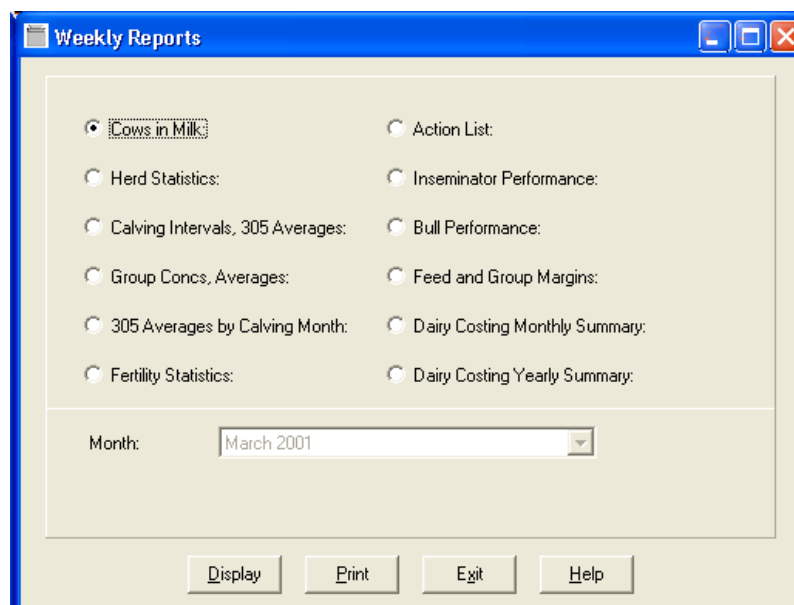 Weekly Reports
Cows in Milk:
Action List:
Herd Statistics:
Inseminator Performance:
Calving Intervals, 305 Averages:
Bull Performance:
Group Concs, Averages:
Feed and Group Margins:
305 Averages by Calving Month:
Dairy Costing Monthly Summary:
Fertility Statistics:
Dairy Costing Yearly Summary:
Month:
March 2001
Display
Print
Exit
Help